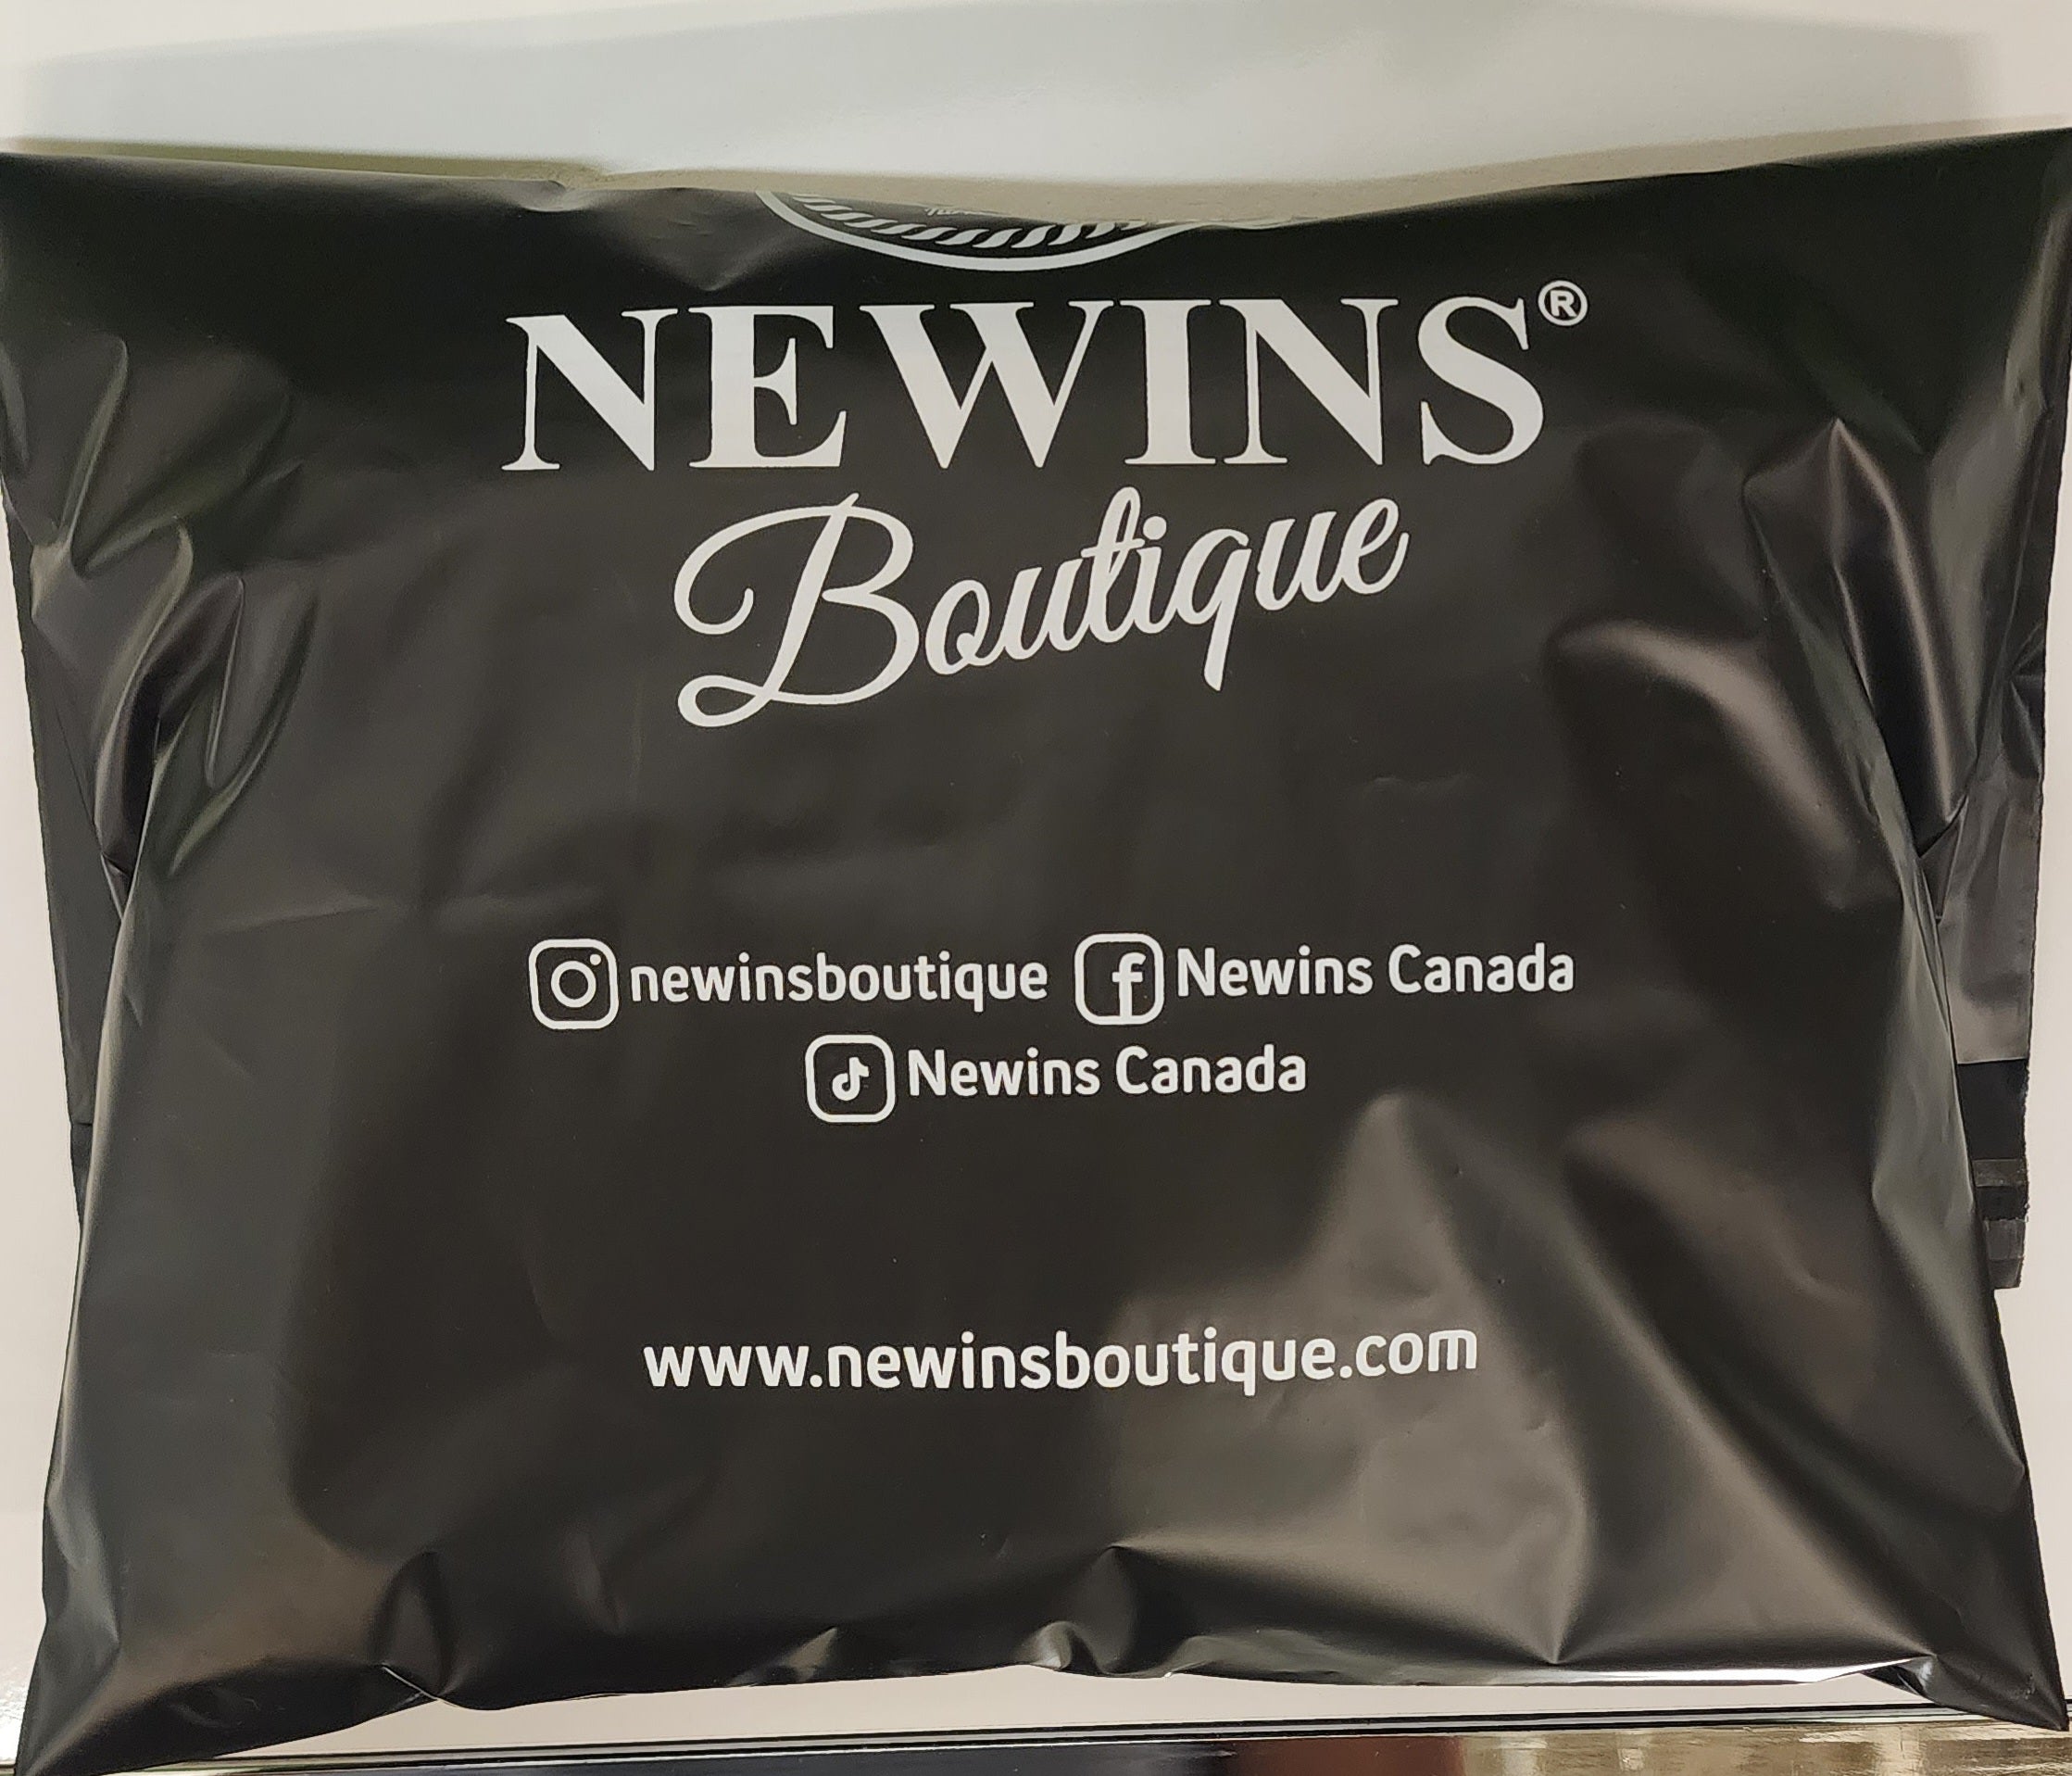 NEWINS®
Boutique
newinsboutique Newins Canada
Newins Canada
www.newinsboutique.com